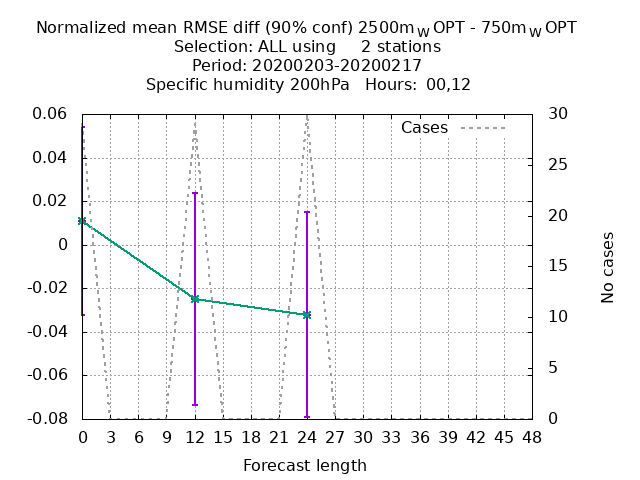 Normalized mean RMSE diff (90% conf) 2500m_W OPT - 750m_W OPT
Selection: ALL using 2 stations
Period: 20200203-20200217
Specific humidity 200hPa Hours: 00,12
Cases
0.06
0.04
0.02
0
-0.02
-0.04
-0.06
-0.08
30
25
20
15
10
5
0
No cases
0 3 6 9 12 15 18 21 24 27 30 33 36 39 42 45 48
Forecast length